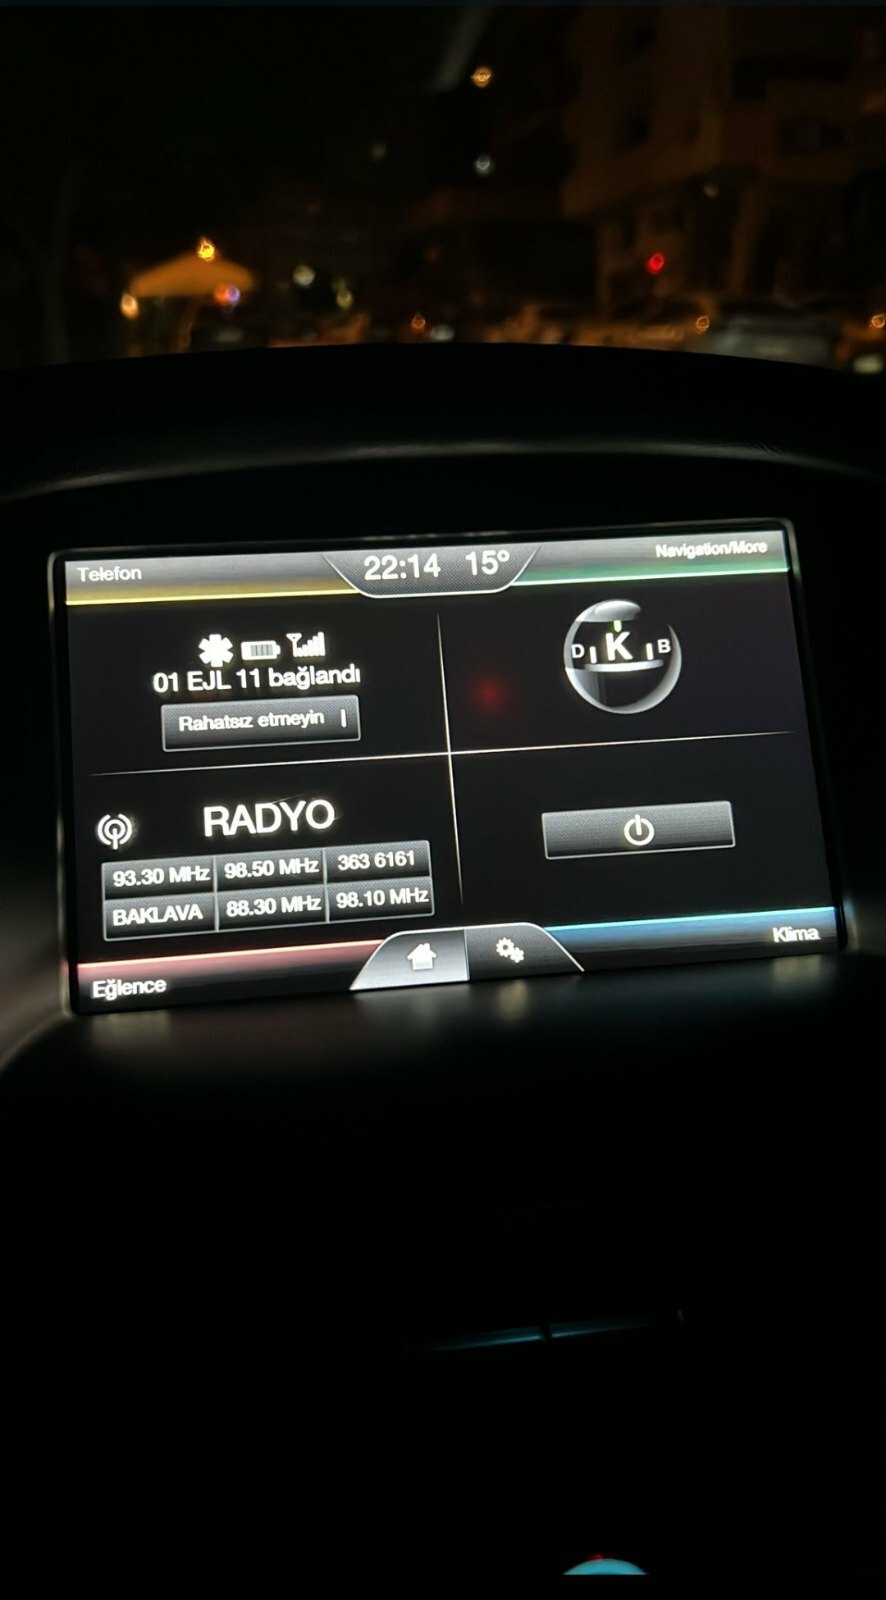 Telefon
22:14 15°
Navigation/More
01 EJL 11 bağlandı
Rahatsız etmeyin
D K B
RADYO
93.30 MHz 98.50 MHz 363 6161
BAKLAVA 88.30 MHz 98.10 MHz
Eğlence
Klima